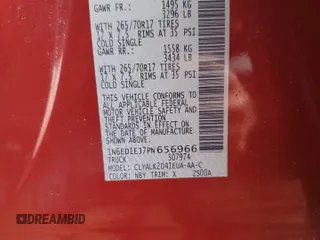 GAWR FR: 1495 KG
3296 LB
WITH 265/70R17 TIRES
17 X 7.5 RIMS AT 35 PSI
COLD SINGLE
GAWR RR: 1558 KG
3434 LB
WITH 265/70R17 TIRES
17 X 7.5 RIMS AT 35 PSI
COLD SINGLE
THIS VEHICLE CONFORMS TO ALL
APPLICABLE U.S. FEDERAL MOTOR
VEHICLE SAFETY AND THEFT
PREVENTION STANDARDS IN EFFECT
ON THE DATE OF MANUFACTURE
SHOWN ABOVE.
1N6ED1EJ7PN656966
TRUCK 507974
MODEL: CLYALKZ04IEUA-AA-C
COLOR: NBY TRIM: X 2S00A
DREAMBID